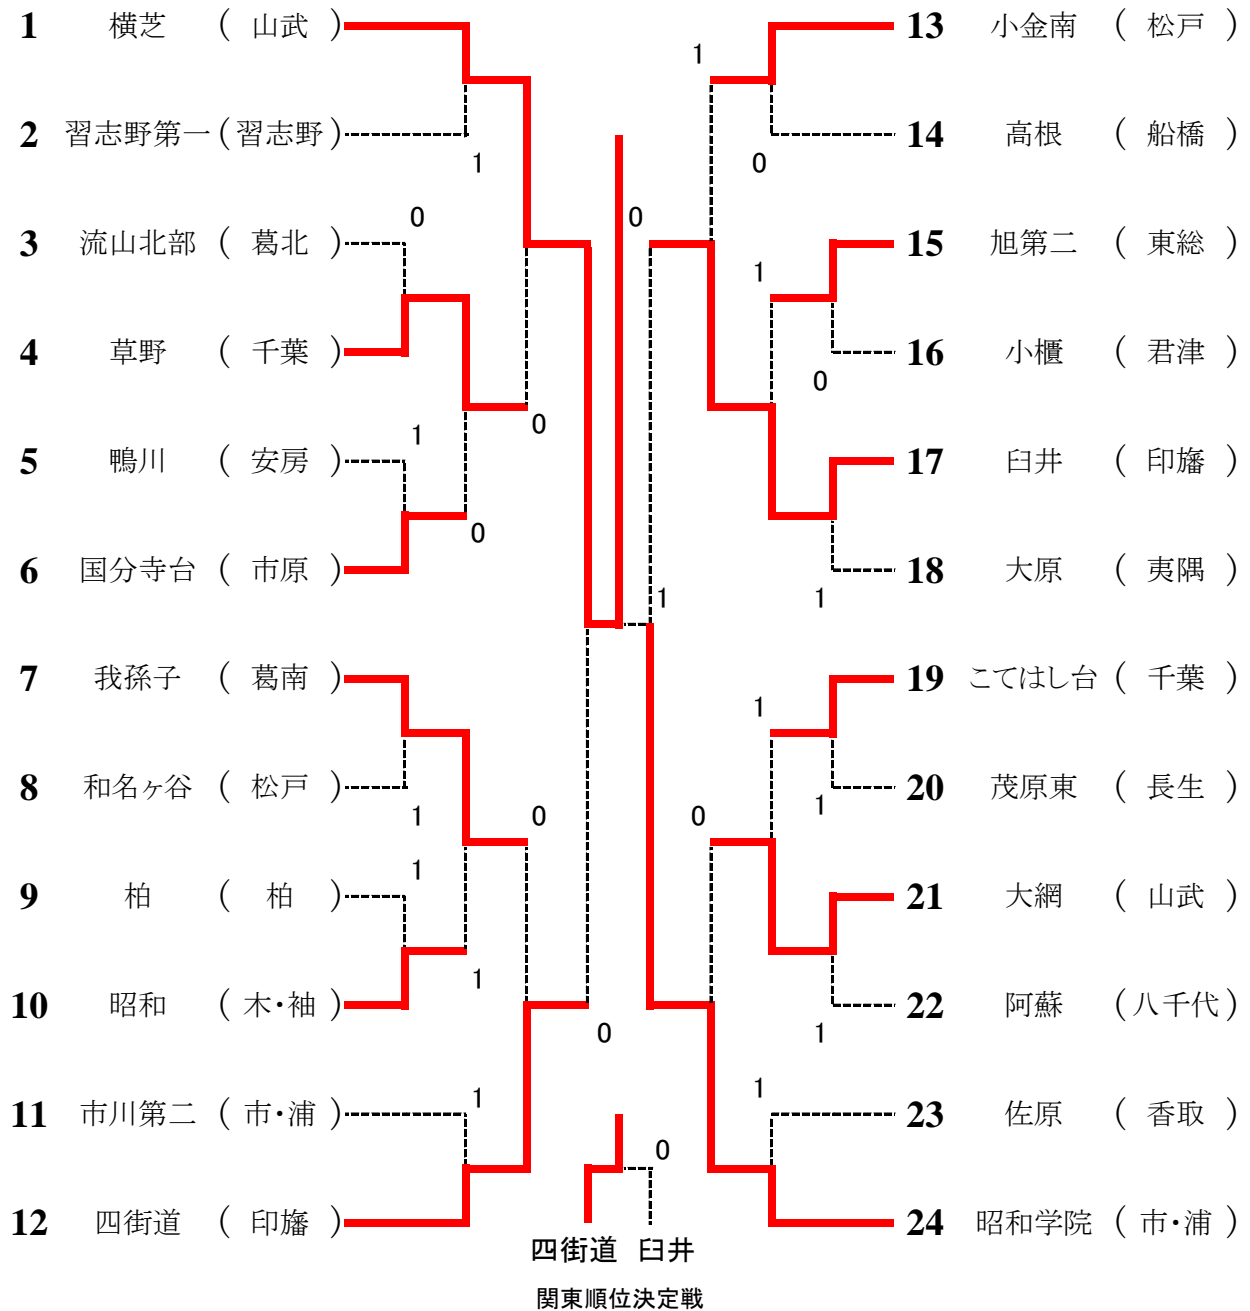 1 横芝 ( 山武 )
2 習志野第一 ( 習志野 )
1
0
3 流山北部 ( 葛北 )
4 草野 ( 千葉 )
0
1
5 鴨川 ( 安房 )
0
6 国分寺台 ( 市原 )
7 我孫子 ( 葛南 )
8 和名ヶ谷 ( 松戸 )
1
0
1
9 柏 ( 柏 )
1
10 昭和 ( 木・袖 )
0
1
11 市川第二 ( 市・浦 )
12 四街道 ( 印旛 )
0
1
13 小金南 ( 松戸 )
1
14 高根 ( 船橋 )
0
15 旭第二 ( 東総 )
1
16 小櫃 ( 君津 )
0
17 臼井 ( 印旛 )
18 大原 ( 夷隅 )
1
19 こてはし台 ( 千葉 )
1
20 茂原東 ( 長生 )
1
0
21 大網 ( 山武 )
22 阿蘇 ( 八千代 )
1
1
23 佐原 ( 香取 )
24 昭和学院 ( 市・浦 )
0
四街道 臼井
関東順位決定戦